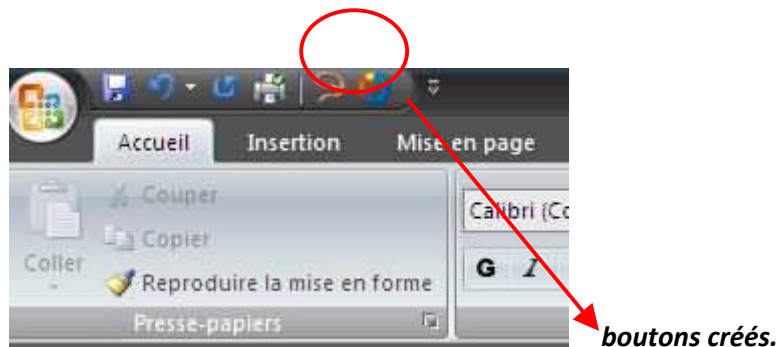 Accueil Insertion Mise en page
Couper
Calibri (Co
Copier
Coller
G I
Reproduire la mise en forme
Presse-papiers
boutons créés.